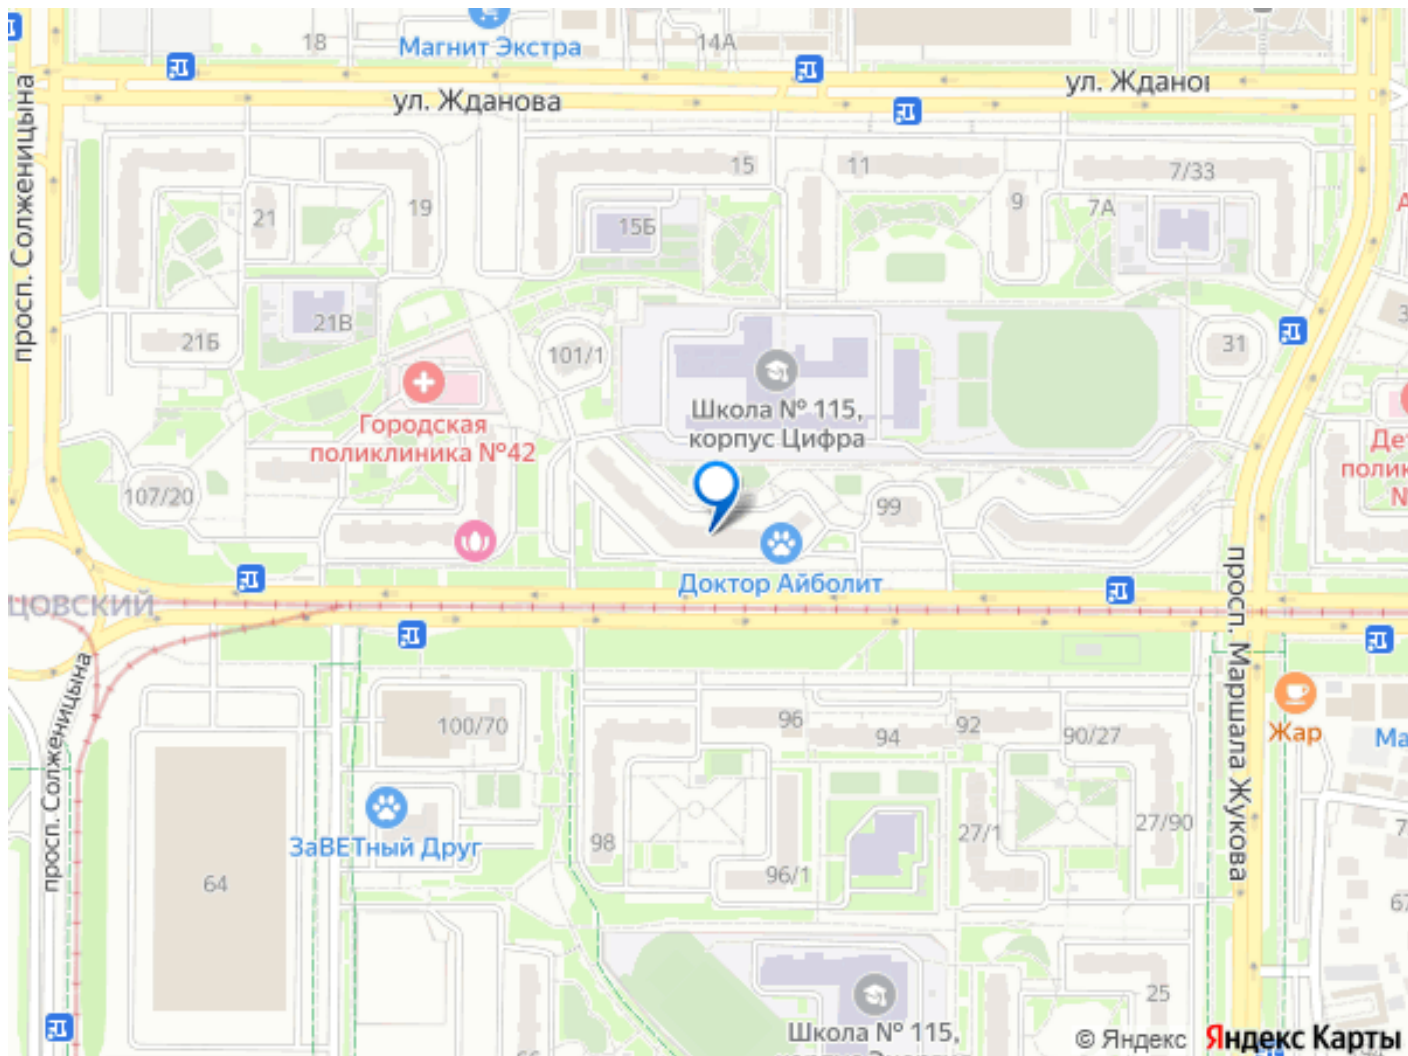 18
Магнит Экстра
14А
ул. Жданова
ул. Ждано
просп. Солженицына
15
11
7/33
21
19
15Б
9
7А
21В
21Б
101/1
31
Школа № 115,
корпус Цифра
Городская
поликлиника №42
107/20
99
Доктор Айболит
ЦОВСКИЙ
просп. Солженицына
просп. Маршала Жукова
100/70
96
94
92
90/27
Жар
Ма
ЗаВЕТный Друг
98
96/1
27/1
27/90
64
67
25
Школа № 115,
© Яндекс Яндекс Карты